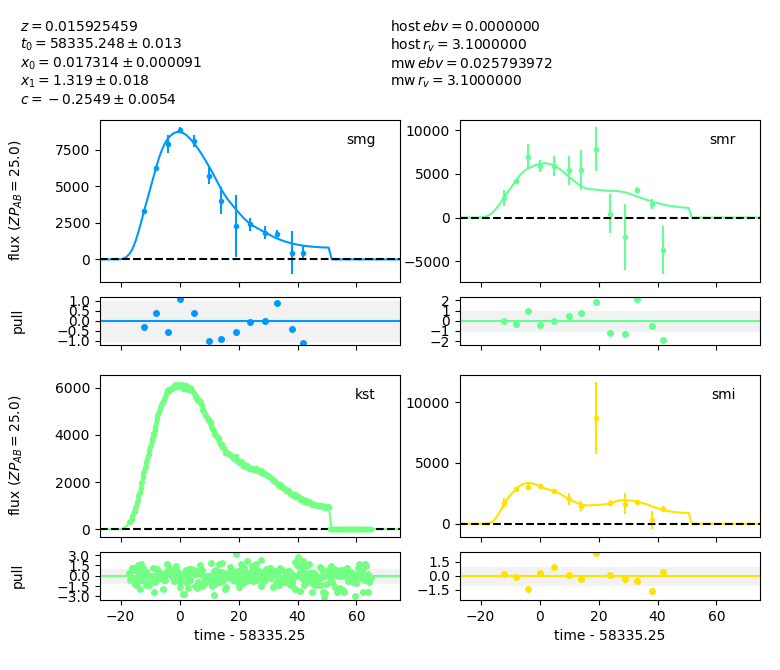 z = 0.015925459
t₀ = 58335.248 ± 0.013
x₀ = 0.017314 ± 0.000091
x₁ = 1.319 ± 0.018
c = −0.2549 ± 0.0054
host ebv = 0.0000000
host r_v = 3.1000000
mw ebv = 0.025793972
mw r_v = 3.1000000
smg
7500
5000
2500
0
flux (ZP_AB = 25.0)
smr
10000
5000
0
−5000
1.0
0.5
0.0
−0.5
−1.0
pull
2
1
0
−1
−2
kst
6000
4000
2000
0
flux (ZP_AB = 25.0)
smi
10000
5000
0
3.0
1.5
0.0
−1.5
−3.0
pull
−20 0 20 40 60
time - 58335.25
1.5
0.0
−1.5
−20 0 20 40 60
time - 58335.25